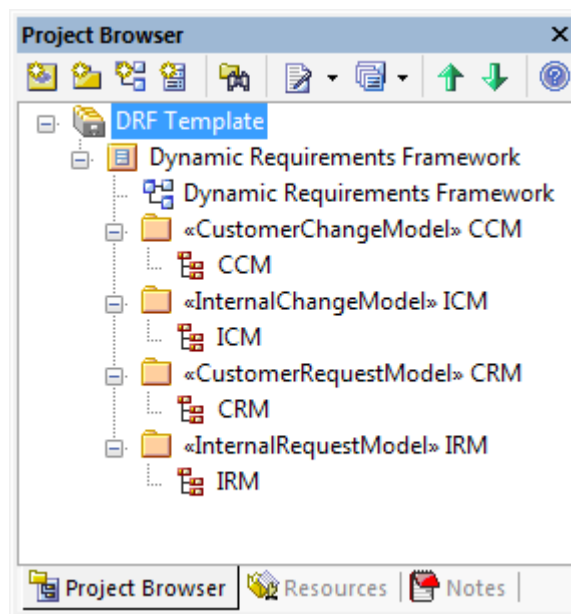 Project Browser
DRF Template
Dynamic Requirements Framework
Dynamic Requirements Framework
«CustomerChangeModel» CCM
CCM
«InternalChangeModel» ICM
ICM
«CustomerRequestModel» CRM
CRM
«InternalRequestModel» IRM
IRM
Project Browser Resources Notes